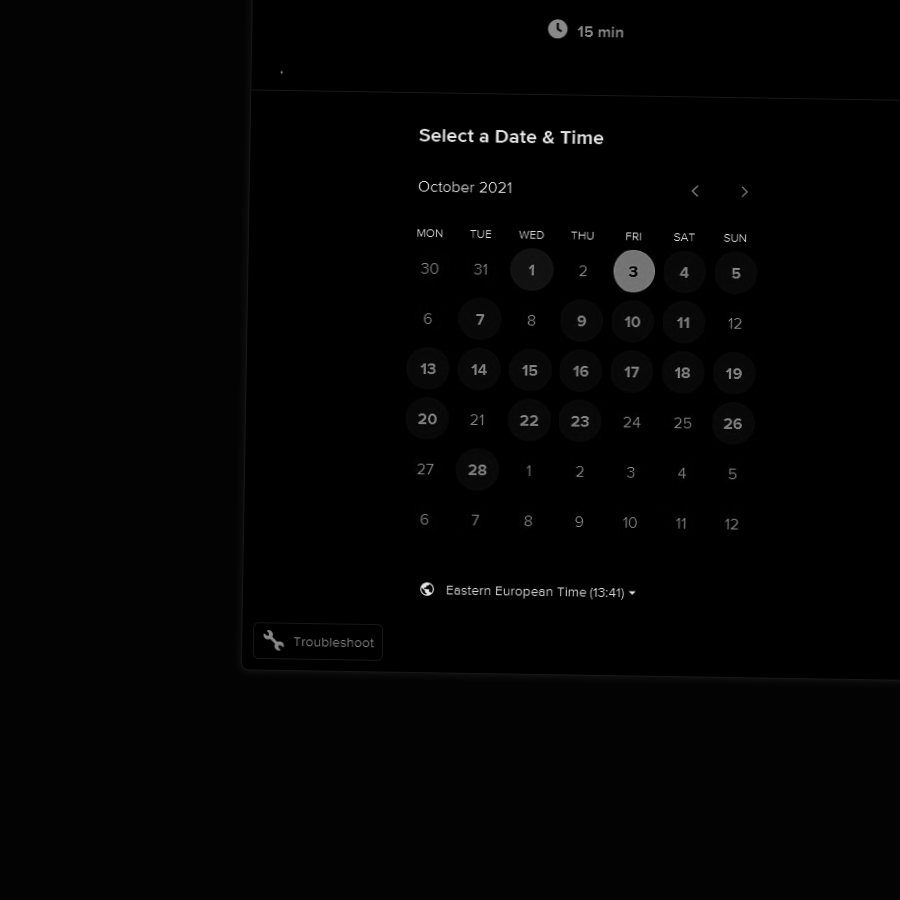 15 min
.
Select a Date & Time
October 2021
MON TUE WED THU FRI SAT SUN
30 31 1 2 3 4 5
6 7 8 9 10 11 12
13 14 15 16 17 18 19
20 21 22 23 24 25 26
27 28 1 2 3 4 5
6 7 8 9 10 11 12
Eastern European Time (13:41)
Troubleshoot